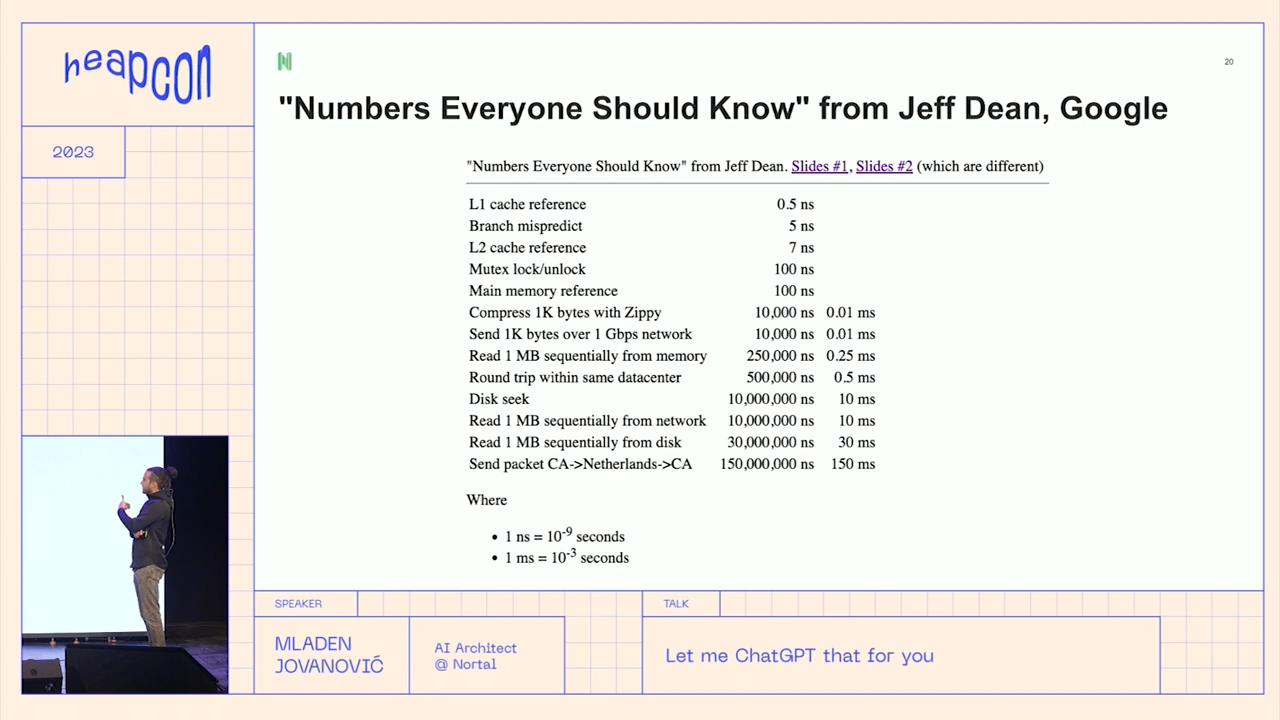 heapcon
2023
20
"Numbers Everyone Should Know" from Jeff Dean, Google
"Numbers Everyone Should Know" from Jeff Dean. Slides #1, Slides #2 (which are different)
L1 cache reference 0.5 ns
Branch mispredict 5 ns
L2 cache reference 7 ns
Mutex lock/unlock 100 ns
Main memory reference 100 ns
Compress 1K bytes with Zippy 10,000 ns 0.01 ms
Send 1K bytes over 1 Gbps network 10,000 ns 0.01 ms
Read 1 MB sequentially from memory 250,000 ns 0.25 ms
Round trip within same datacenter 500,000 ns 0.5 ms
Disk seek 10,000,000 ns 10 ms
Read 1 MB sequentially from network 10,000,000 ns 10 ms
Read 1 MB sequentially from disk 30,000,000 ns 30 ms
Send packet CA->Netherlands->CA 150,000,000 ns 150 ms
Where
• 1 ns = 10⁻⁹ seconds
• 1 ms = 10⁻³ seconds
SPEAKER
MLADEN
JOVANOVIĆ
AI Architect
@ Nortal
TALK
Let me ChatGPT that for you